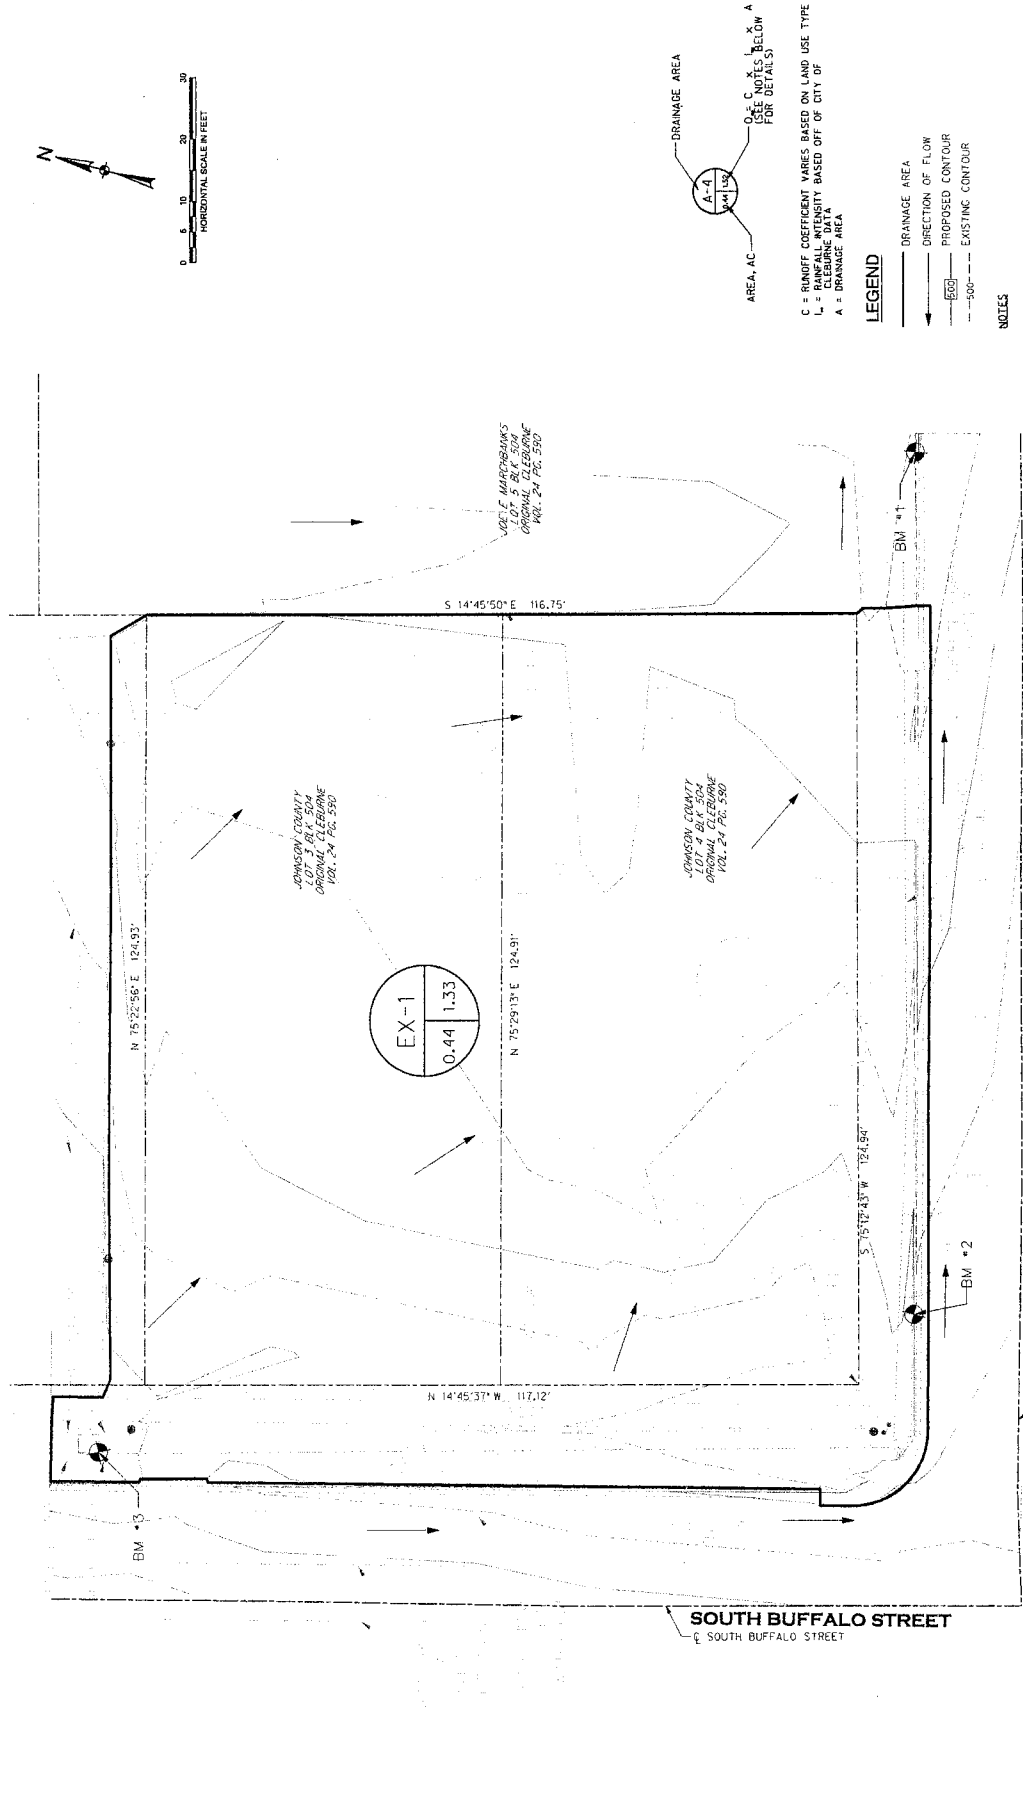 N
0 5 10 20 30
HORIZONTAL SCALE IN FEET
DRAINAGE AREA
A-4
0.44 1.52
AREA, AC
Q = C x I x A
(SEE NOTES BELOW
FOR DETAILS)
C = RUNOFF COEFFICIENT VARIES BASED ON LAND USE TYPE
I = RAINFALL INTENSITY BASED OFF OF CITY OF
CLEBURNE DATA
A = DRAINAGE AREA
LEGEND
DRAINAGE AREA
DIRECTION OF FLOW
600 PROPOSED CONTOUR
500 EXISTING CONTOUR
NOTES
JOE E MARCHBANKS
LOT 5 BLK 504
ORIGINAL CLEBURNE
VOL. 24 PG. 590
BM #1
S 14°45'50" E 116.75'
JOHNSON COUNTY
LOT 3 BLK 504
ORIGINAL CLEBURNE
VOL. 24 PG. 590
JOHNSON COUNTY
LOT 4 BLK 504
ORIGINAL CLEBURNE
VOL. 24 PG. 590
N 75°22'56" E 124.93'
EX-1
0.44 1.33
N 75°29'13" E 124.91'
S 75°12'43" W 124.94'
BM #2
N 14°45'37" W 117.12'
BM #3
SOUTH BUFFALO STREET
℄ SOUTH BUFFALO STREET